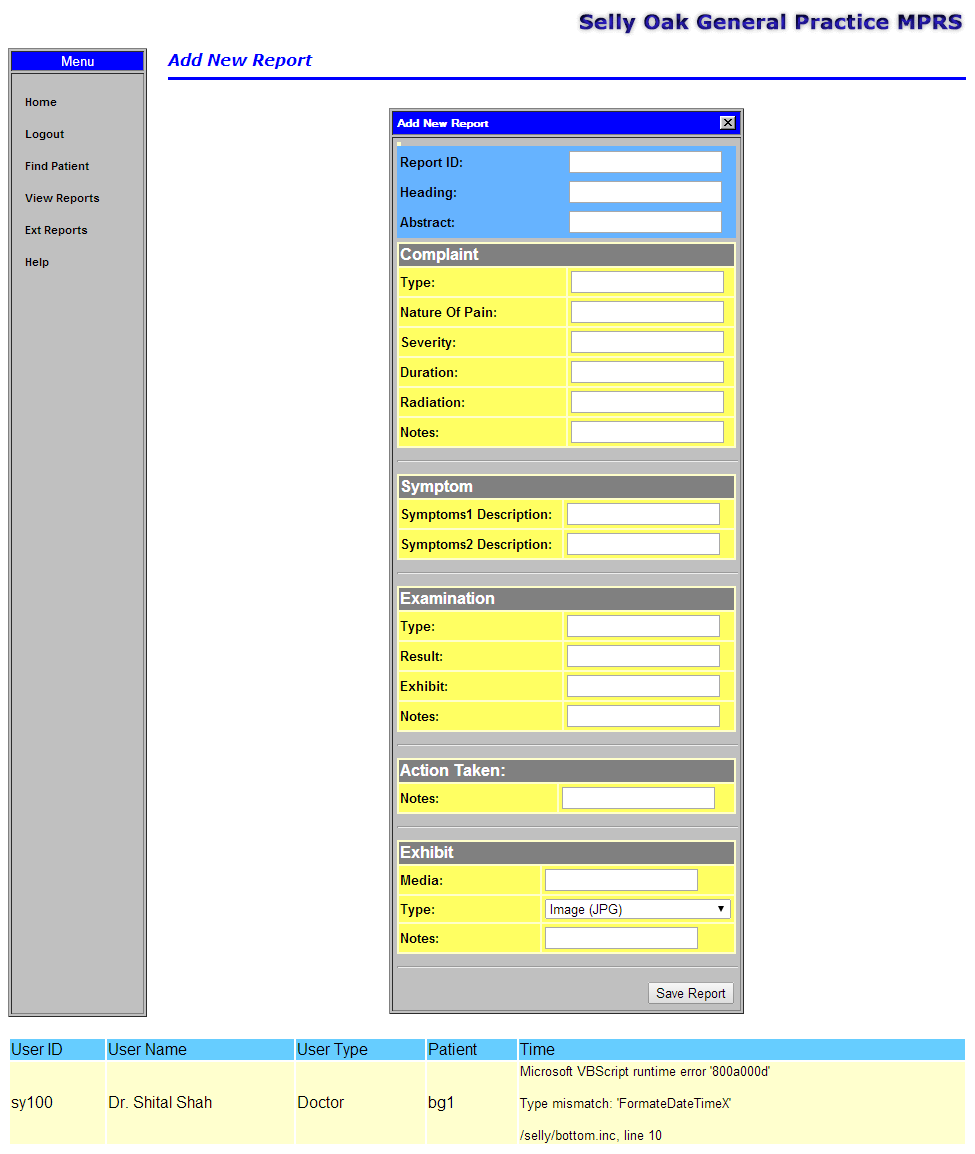 Selly Oak General Practice MPRS
Menu
Home
Logout
Find Patient
View Reports
Ext Reports
Help
Add New Report
Add New Report
Report ID:
Heading:
Abstract:
Complaint
Type:
Nature Of Pain:
Severity:
Duration:
Radiation:
Notes:
Symptom
Symptoms1 Description:
Symptoms2 Description:
Examination
Type:
Result:
Exhibit:
Notes:
Action Taken:
Notes:
Exhibit
Media:
Type: Image (JPG)
Notes:
Save Report
User ID User Name User Type Patient Time
sy100 Dr. Shital Shah Doctor bg1
Microsoft VBScript runtime error '800a000d'
Type mismatch: 'FormateDateTimeX'
/selly/bottom.inc, line 10